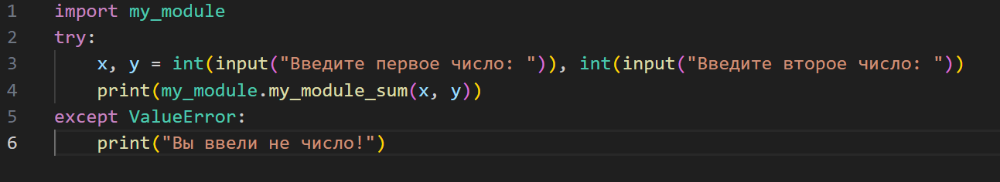 1 import my_module
2 try:
3     x, y = int(input("Введите первое число: ")), int(input("Введите второе число: "))
4     print(my_module.my_module_sum(x, y))
5 except ValueError:
6     print("Вы ввели не число!")